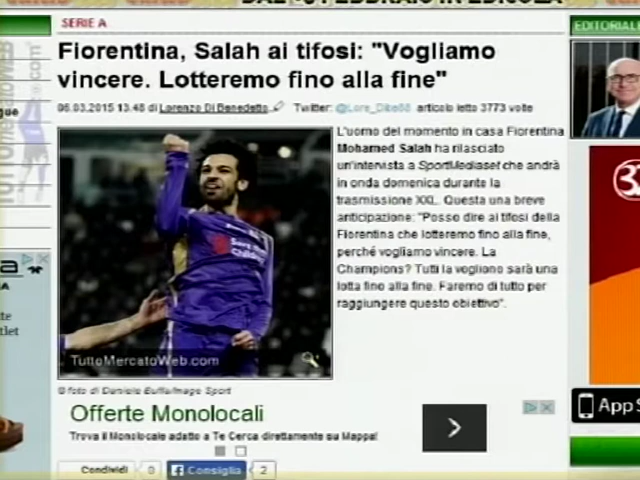 SERIE A
EDITORIALE
Fiorentina, Salah ai tifosi: "Vogliamo
vincere. Lotteremo fino alla fine"
06.03.2015 13.48 di Lorenzo Di Benedetto Twitter: @Lore_Dibe88 articolo letto 3773 volte
L'uomo del momento in casa Fiorentina
Mohamed Salah ha rilasciato
un'intervista a SportMediaset che andrà
in onda domenica durante la
trasmissione XXL. Questa una breve
anticipazione: "Posso dire ai tifosi della
Fiorentina che lotteremo fino alla fine,
perché vogliamo vincere. La
Champions? Tutti la vogliono sarà una
lotta fino alla fine. Faremo di tutto per
raggiungere questo obiettivo".
TuttoMercatoWeb.com
© foto di Daniele Buffa/Image Sport
Offerte Monolocali
Trova il Monolocale adatto a Te Cerca direttamente su Mappa!
App S
Condividi 0 Consiglia 2